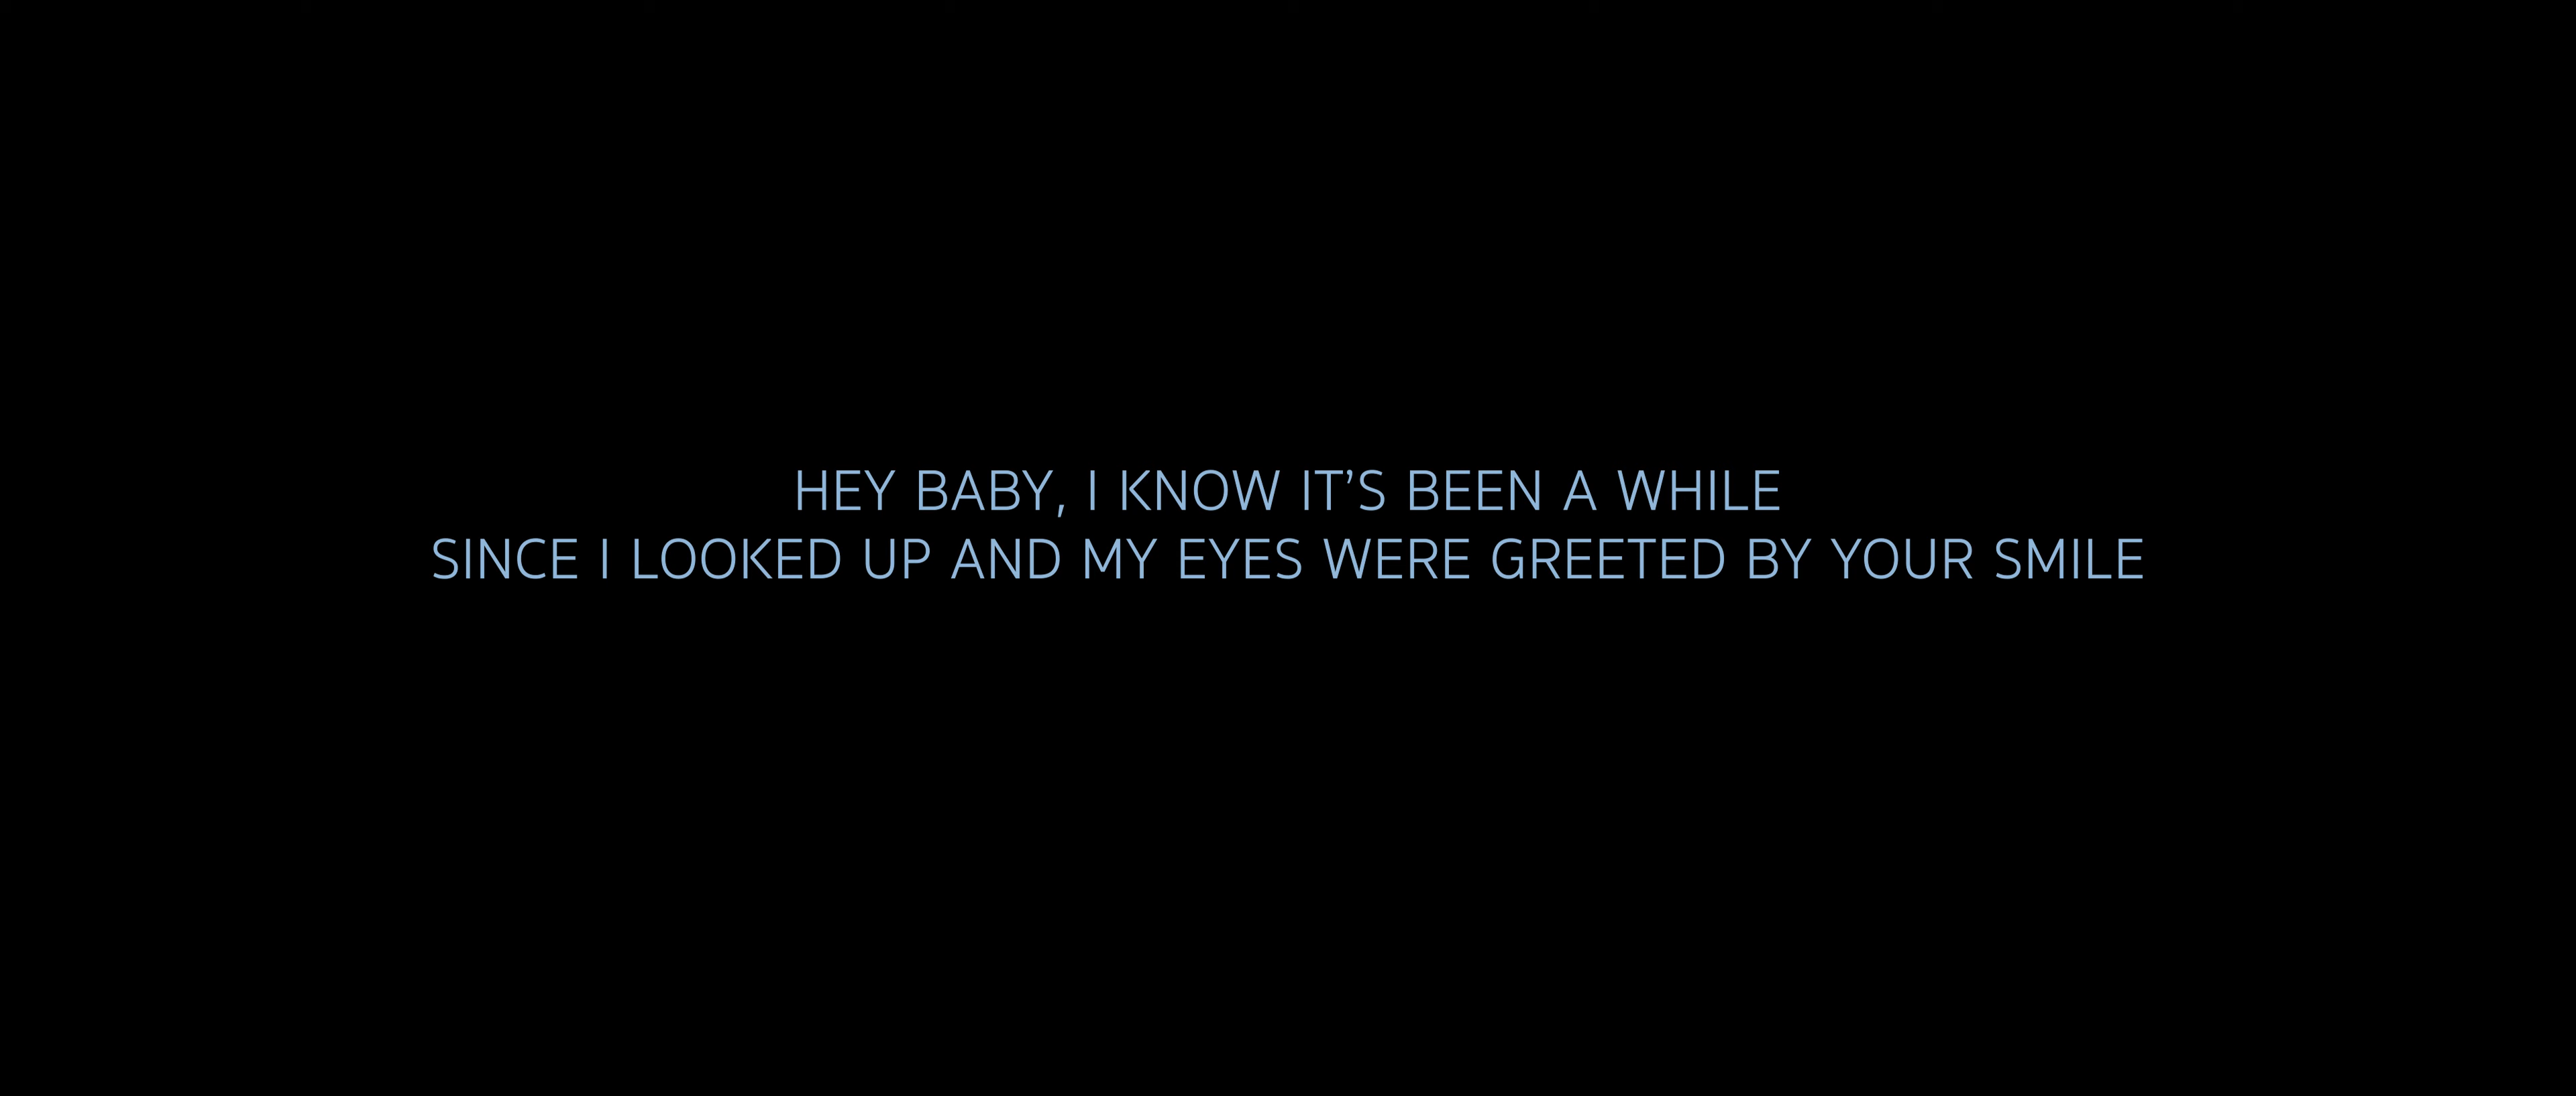 HEY BABY, I KNOW IT’S BEEN A WHILE
SINCE I LOOKED UP AND MY EYES WERE GREETED BY YOUR SMILE